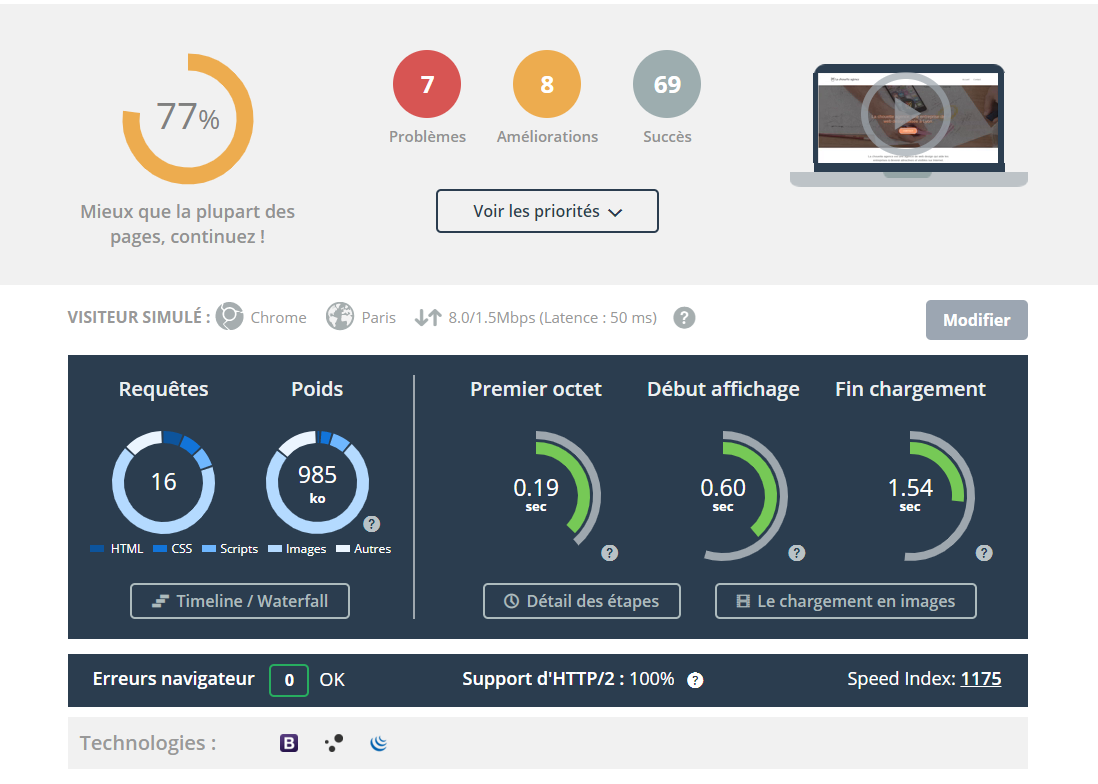 77%
Mieux que la plupart des
pages, continuez !
7
Problèmes
8
Améliorations
69
Succès
Voir les priorités
VISITEUR SIMULÉ :
Chrome
Paris
8.0/1.5Mbps (Latence : 50 ms)
?
Modifier
Requêtes
Poids
16
985
ko
?
HTML
CSS
Scripts
Images
Autres
Timeline / Waterfall
Premier octet
Début affichage
Fin chargement
0.19
sec
?
0.60
sec
?
1.54
sec
?
Détail des étapes
Le chargement en images
Erreurs navigateur
0
OK
Support d'HTTP/2 : 100%
?
Speed Index: 1175
Technologies :
B